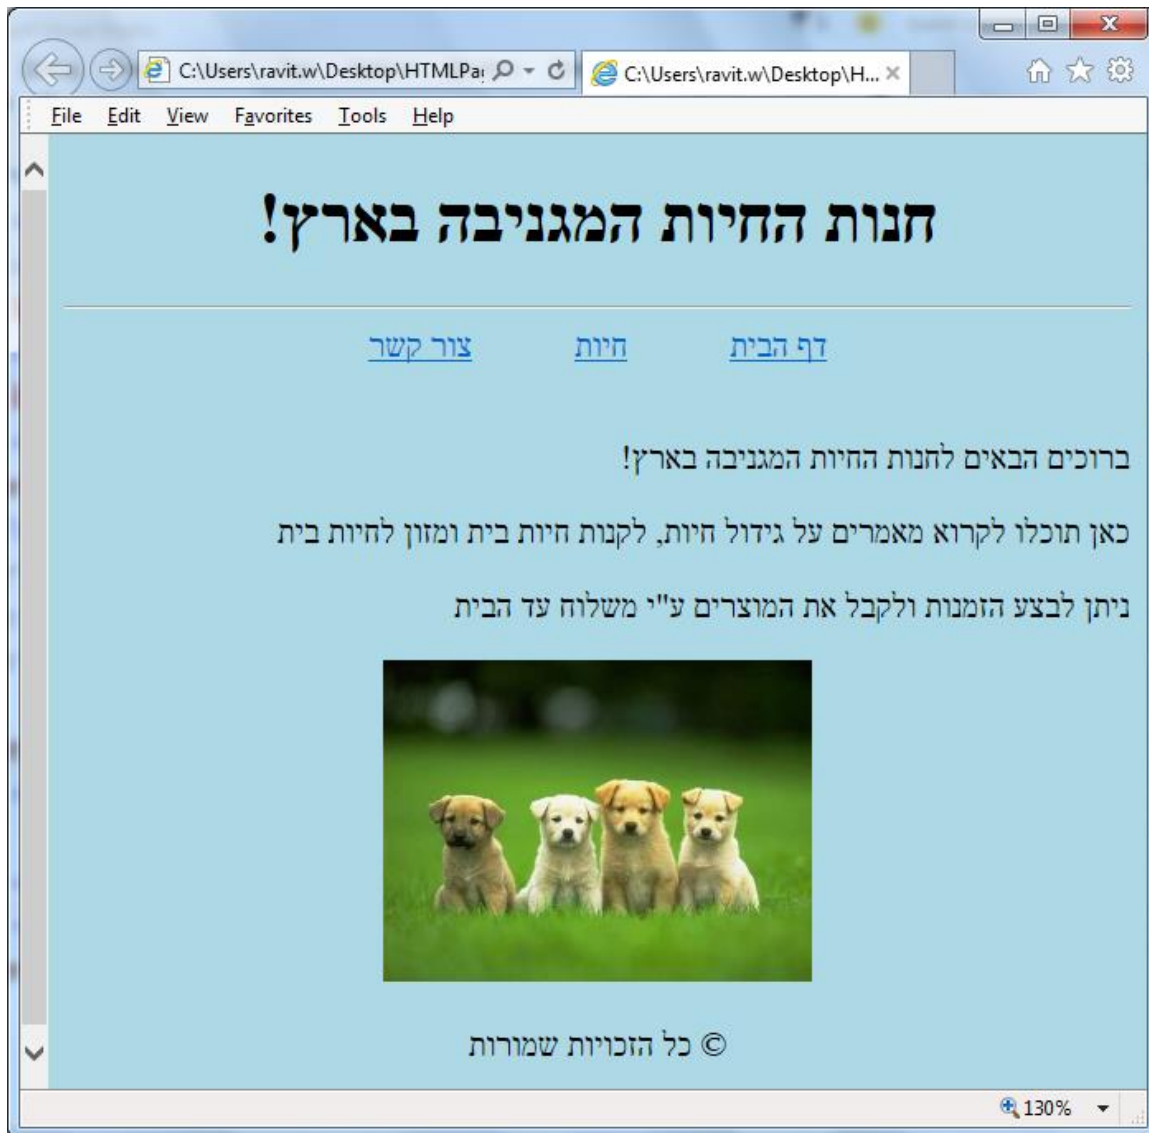 C:\Users\ravit.w\Desktop\HTMLPa
C:\Users\ravit.w\Desktop\H...
File Edit View Favorites Tools Help
חנות החיות המגניבה בארץ!
דף הבית חיות צור קשר
ברוכים הבאים לחנות החיות המגניבה בארץ!
כאן תוכלו לקרוא מאמרים על גידול חיות, לקנות חיות בית ומזון לחיות בית
ניתן לבצע הזמנות ולקבל את המוצרים ע"י משלוח עד הבית
© כל הזכויות שמורות
130%